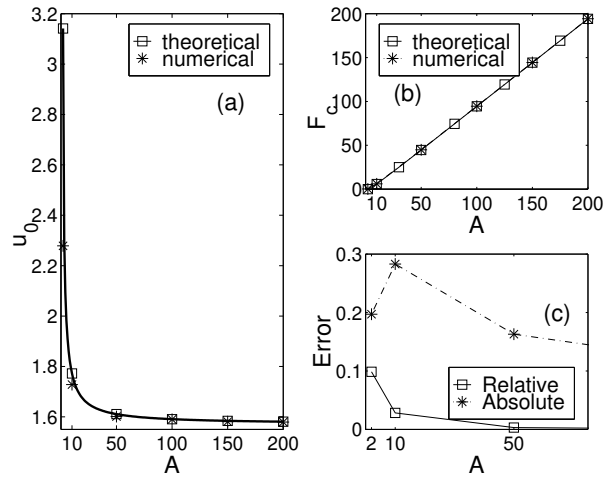 3.2
3
2.8
2.6
2.4
2.2
2
1.8
1.6
u0
theoretical
numerical
(a)
10 50 100 150 200
A
200
150
100
50
0
Fc
theoretical
numerical
(b)
10 50 100 150 200
A
0.3
0.2
0.1
0
Error
(c)
Relative
Absolute
2 10 50
A